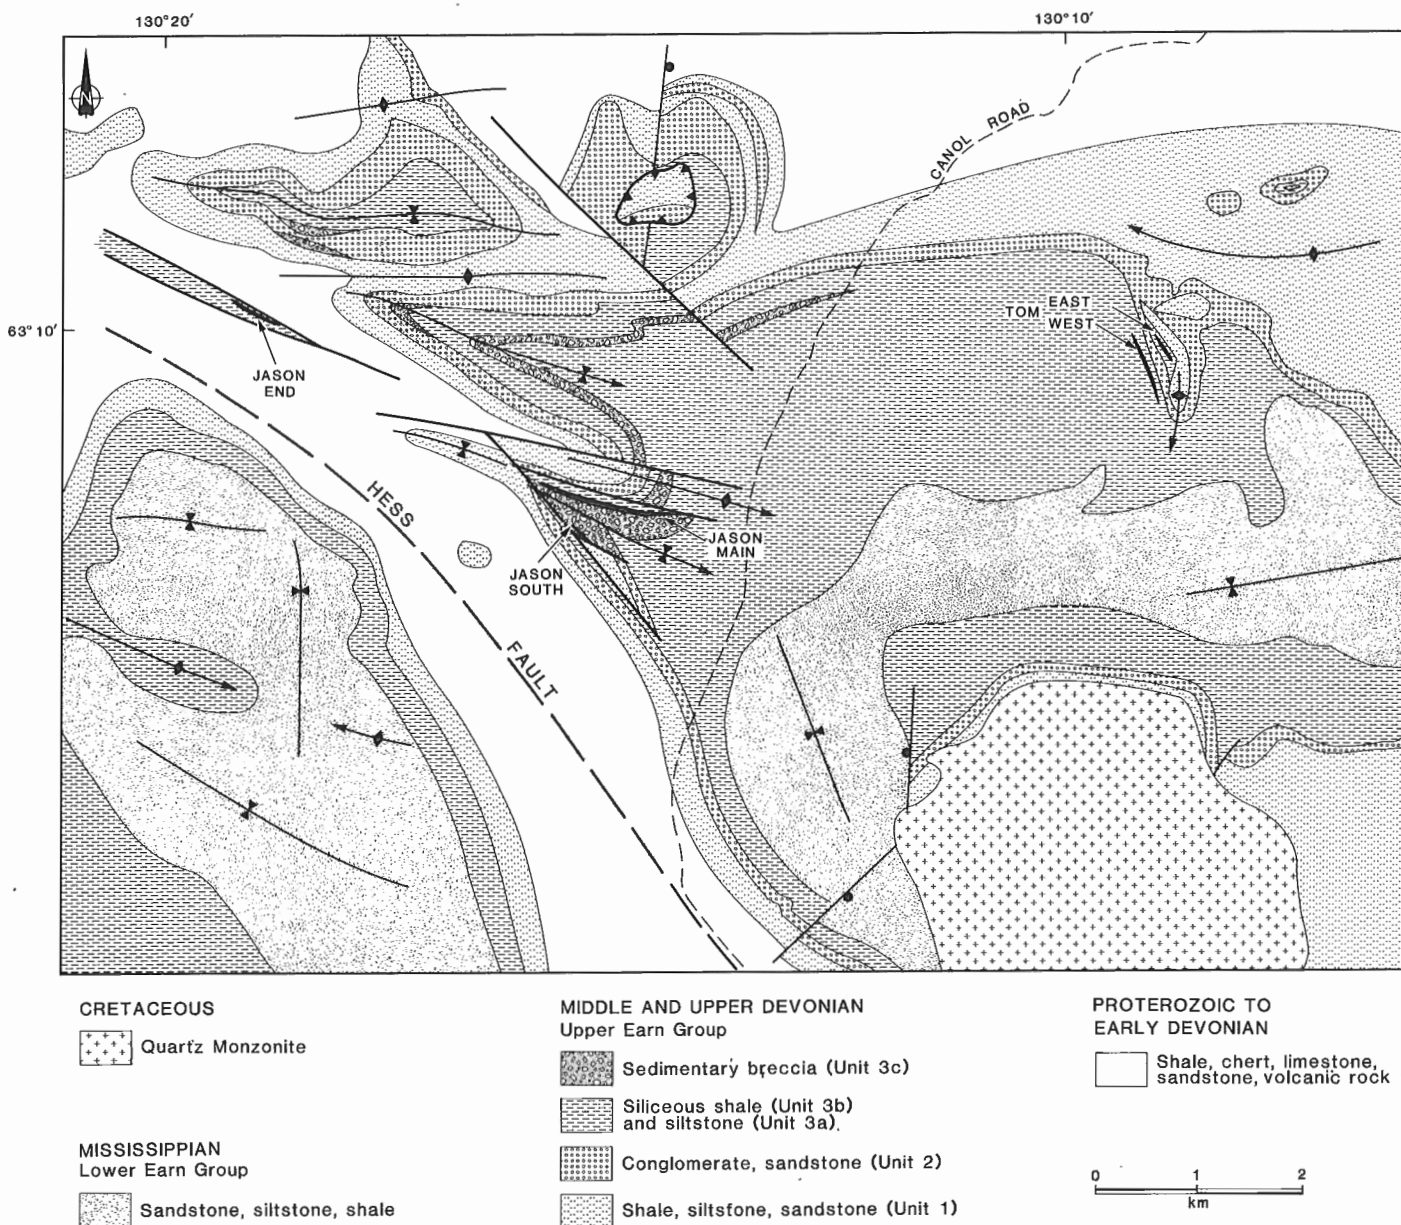 130°20′
130°10′
N
CANOL ROAD
63°10′
TOM
EAST
WEST
JASON
END
HESS
FAULT
JASON
MAIN
JASON
SOUTH
CRETACEOUS
Quartz Monzonite
MISSISSIPPIAN
Lower Earn Group
Sandstone, siltstone, shale
MIDDLE AND UPPER DEVONIAN
Upper Earn Group
Sedimentary breccia (Unit 3c)
Siliceous shale (Unit 3b)
and siltstone (Unit 3a).
Conglomerate, sandstone (Unit 2)
Shale, siltstone, sandstone (Unit 1)
PROTEROZOIC TO
EARLY DEVONIAN
Shale, chert, limestone,
sandstone, volcanic rock
0 1 2
km